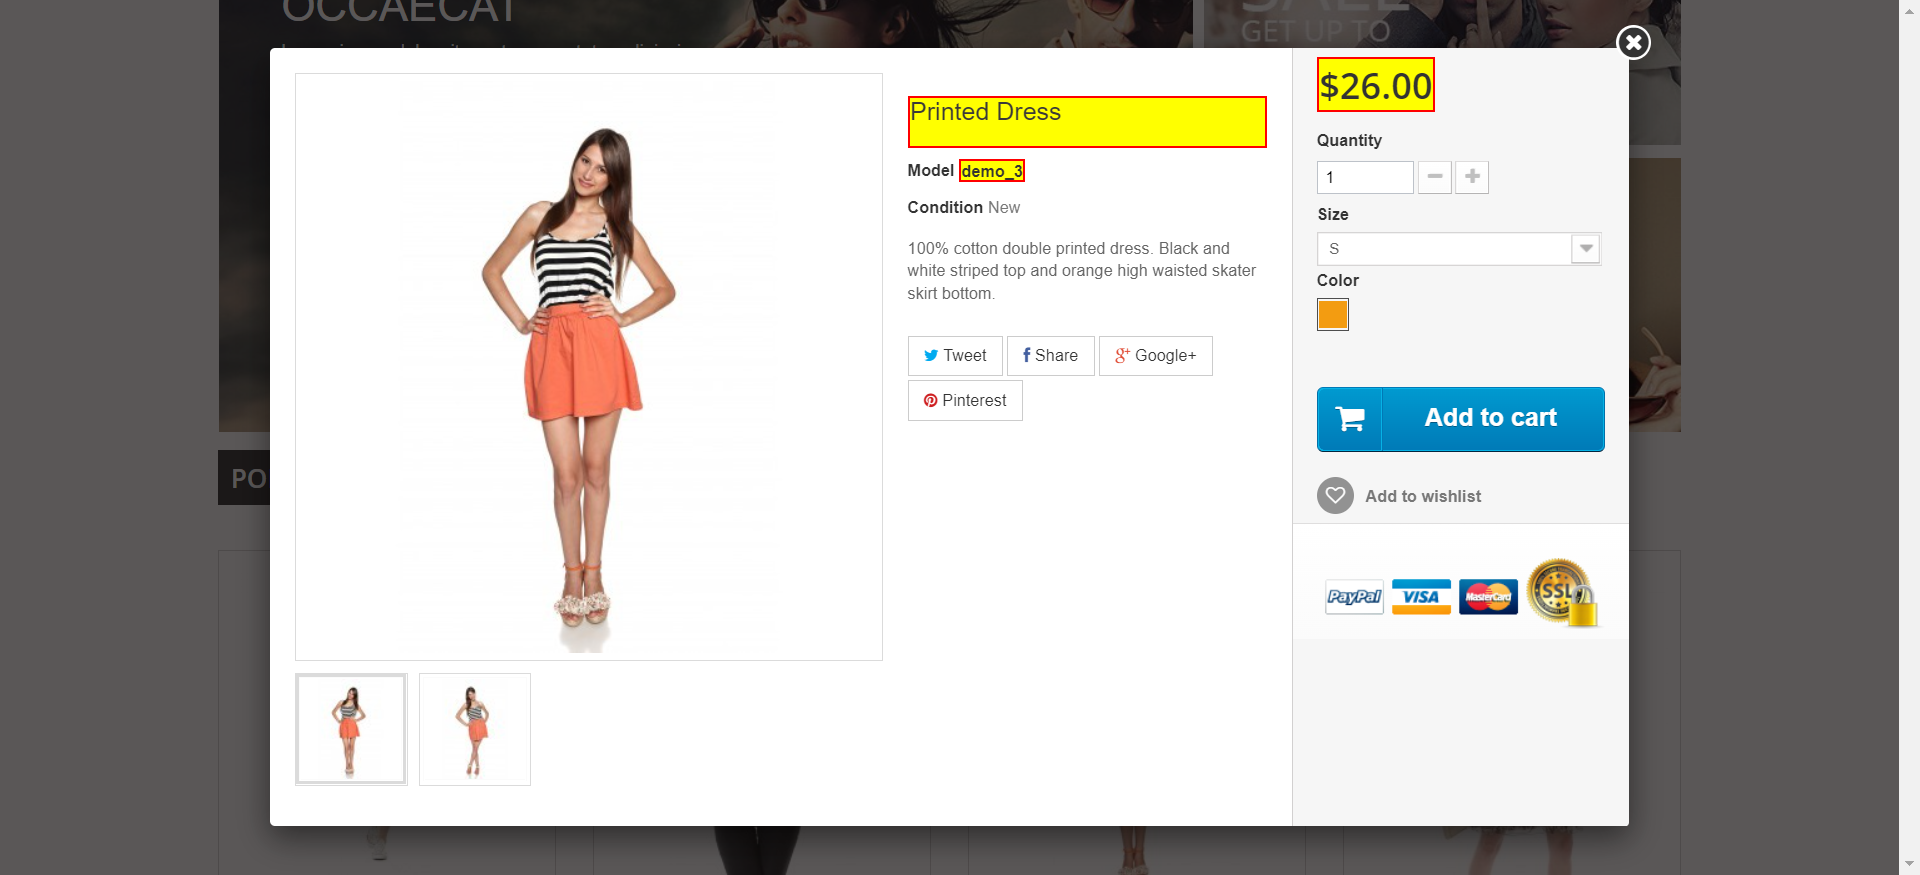 OCCAECAT
SALE
GET UP TO
$26.00
Printed Dress
Quantity
Model demo_3
1
Condition New
Size
100% cotton double printed dress. Black and
white striped top and orange high waisted skater
skirt bottom.
S
Color
Tweet
Share
Google+
Pinterest
Add to cart
PO
Add to wishlist
PayPal
VISA
MasterCard
SSL